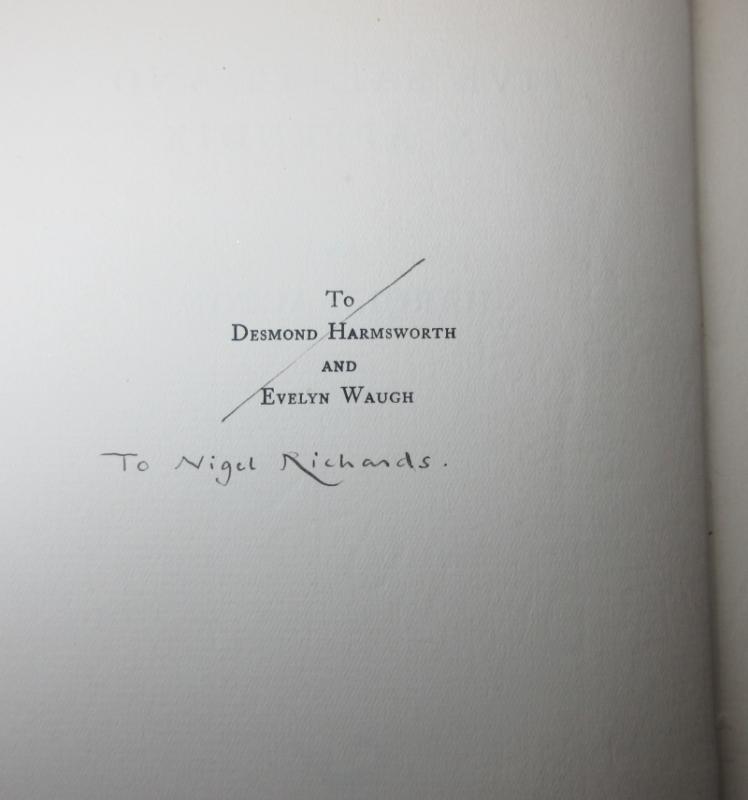 To
Desmond Harmsworth
and
Evelyn Waugh
To Nigel Richards.